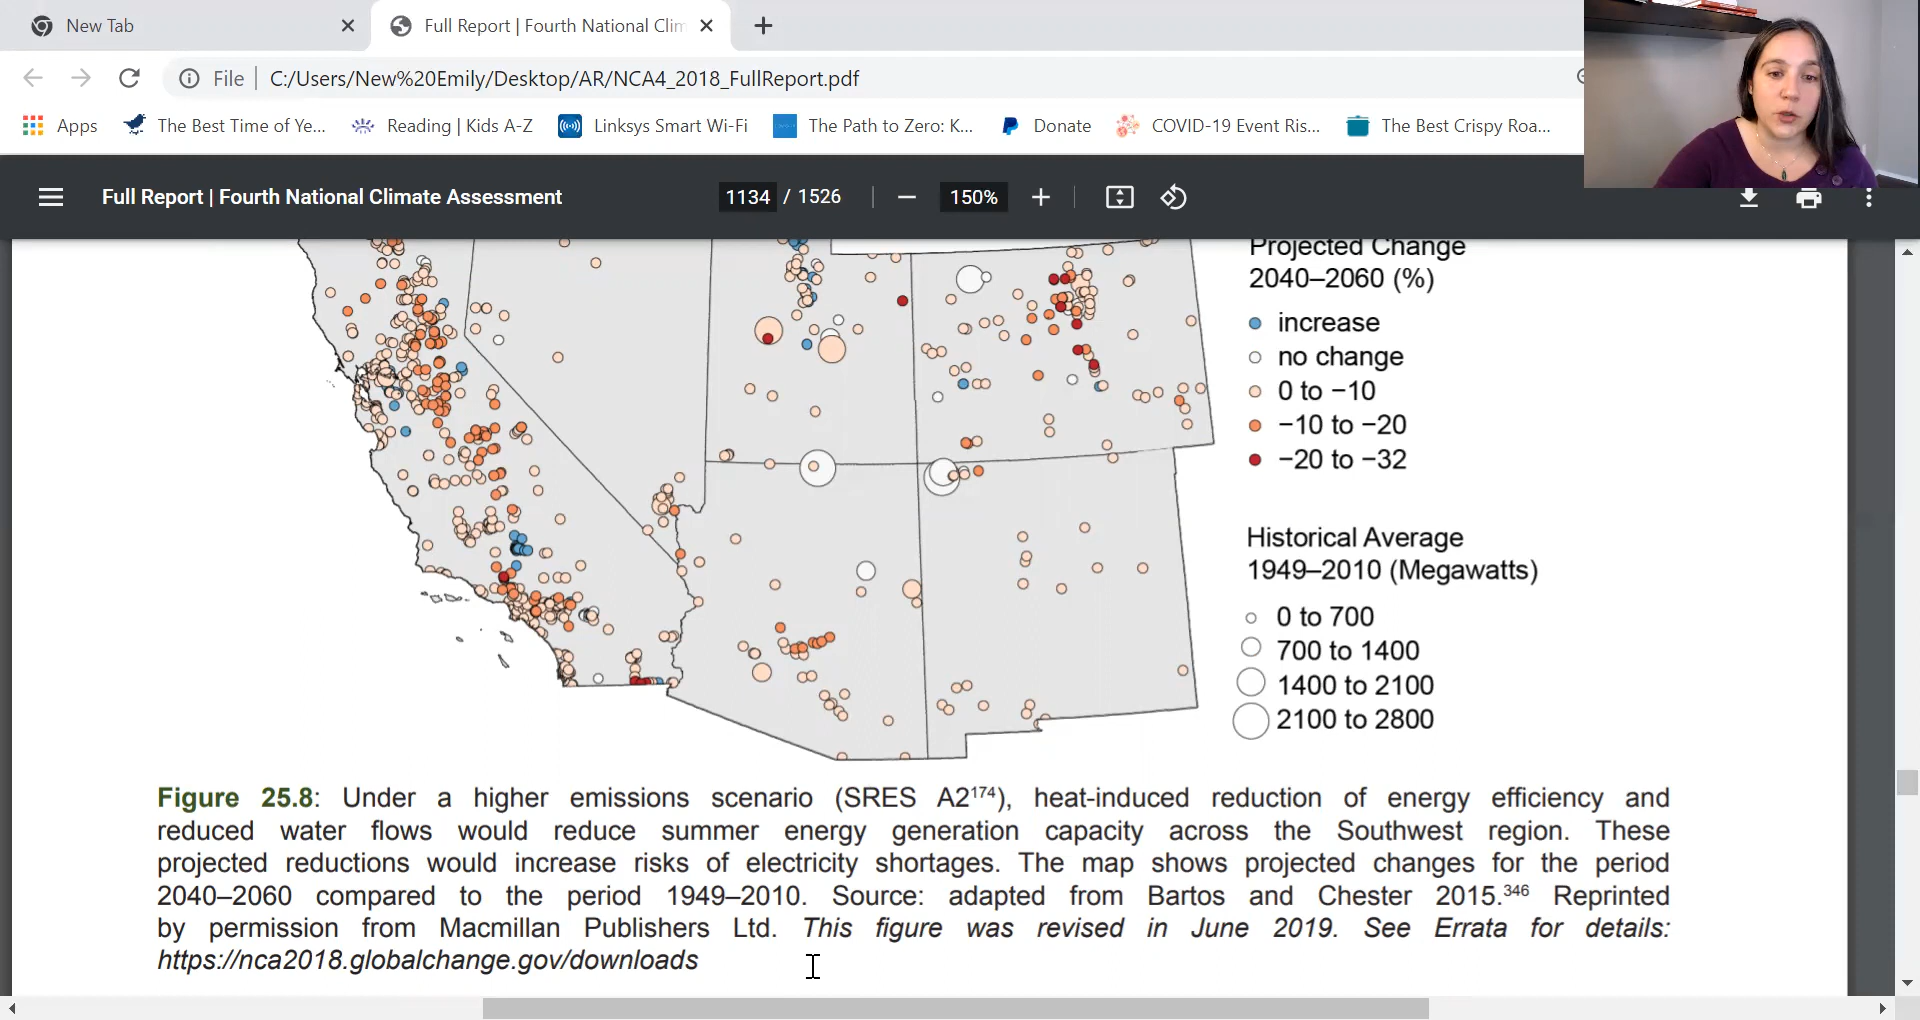 New Tab
Full Report | Fourth National Clim
File
C:/Users/New%20Emily/Desktop/AR/NCA4_2018_FullReport.pdf
Apps
The Best Time of Ye...
Reading | Kids A-Z
Linksys Smart Wi-Fi
The Path to Zero: K...
Donate
COVID-19 Event Ris...
The Best Crispy Roa...
Full Report | Fourth National Climate Assessment
1134 / 1526
150%
Projected Change
2040–2060 (%)
increase
no change
0 to −10
−10 to −20
−20 to −32
Historical Average
1949–2010 (Megawatts)
0 to 700
700 to 1400
1400 to 2100
2100 to 2800
Figure 25.8: Under a higher emissions scenario (SRES A2174), heat-induced reduction of energy efficiency and
reduced water flows would reduce summer energy generation capacity across the Southwest region. These
projected reductions would increase risks of electricity shortages. The map shows projected changes for the period
2040–2060 compared to the period 1949–2010. Source: adapted from Bartos and Chester 2015.346 Reprinted
by permission from Macmillan Publishers Ltd. This figure was revised in June 2019. See Errata for details:
https://nca2018.globalchange.gov/downloads